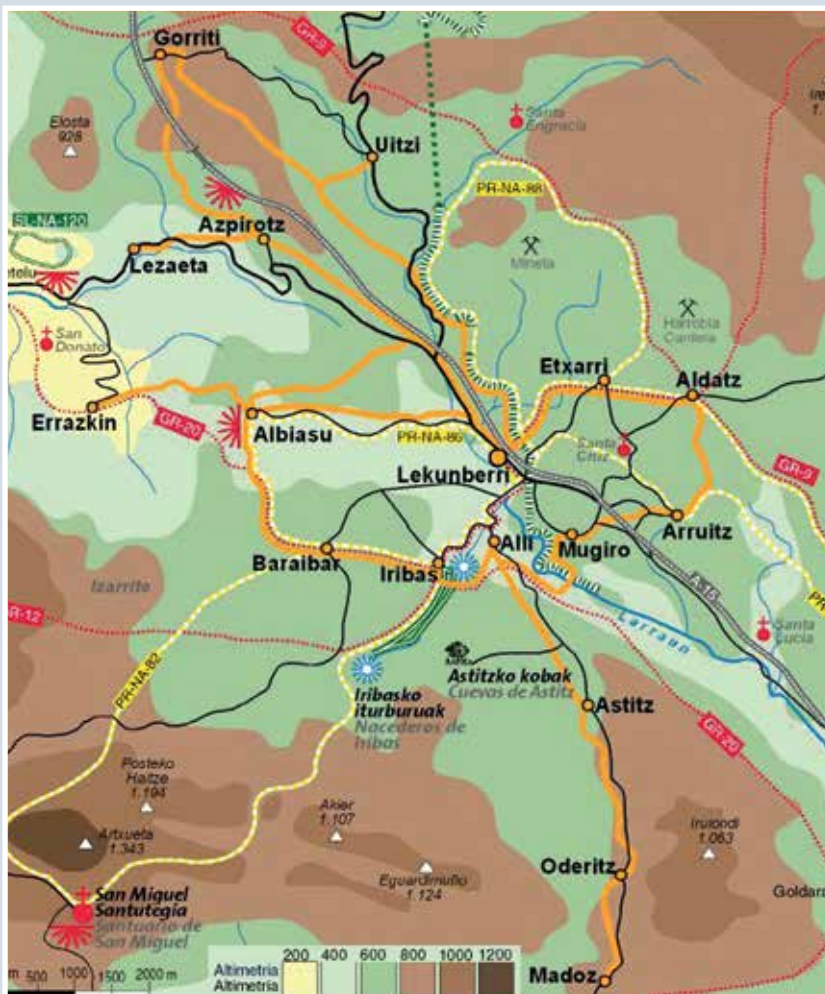 Gorriti
GR-9
Santa
Engracia
Elosta
928
Uitzi
PR-NA-88
SL-NA-120
Azpirotz
Mineta
Lezaeta
Harrobia
Cantera
San
Donato
Etxarri
Aldatz
Errazkin
GR-20
Albiasu
PR-NA-86
Santa
Cruz
Lekunberri
GR-9
Arruitz
Alli
Mugiro
Baraibar
Iribas
A-15
Izarrite
GR-12
Larraun
Santa
Lucia
PR-NA-82
Astitzko kobak
Cuevas de Astitz
Iribasko
iturburuak
Nacederos de
Iribas
Astitz
GR-20
Posteko
Haitze
1.194
Akier
1.107
Artxueta
1.343
Irutondi
1.063
Eguardimuño
1.124
Oderitz
San Miguel
Santutegia
Santuario de
San Miguel
Madoz
200 400 600 800 1000 1200
Altimetria
Altimetria
m 500 1000 1500 2000 m